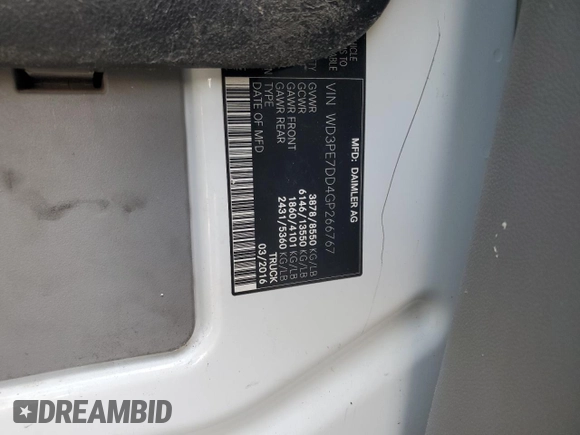 MFD: DAIMLER AG
VIN WD3PE7DD4GP266767
GVWR 3878/8550 KG/LB
GCWR 6146/13550 KG/LB
GAWR FRONT 1860/4101 KG/LB
GAWR REAR 2431/5360 KG/LB
TYPE TRUCK
DATE OF MFD 03/2016
DREAMBID